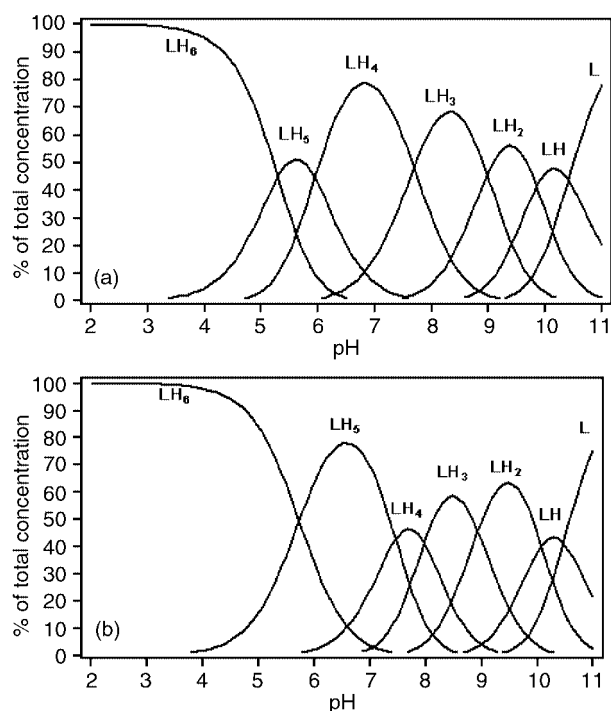 100
90
80
70
60
50
40
30
20
10
0
% of total concentration
LH₆
LH₅
LH₄
LH₃
LH₂
LH
L
(a)
2 3 4 5 6 7 8 9 10 11
pH
100
90
80
70
60
50
40
30
20
10
0
% of total concentration
LH₆
LH₅
LH₄
LH₃
LH₂
LH
L
(b)
2 3 4 5 6 7 8 9 10 11
pH